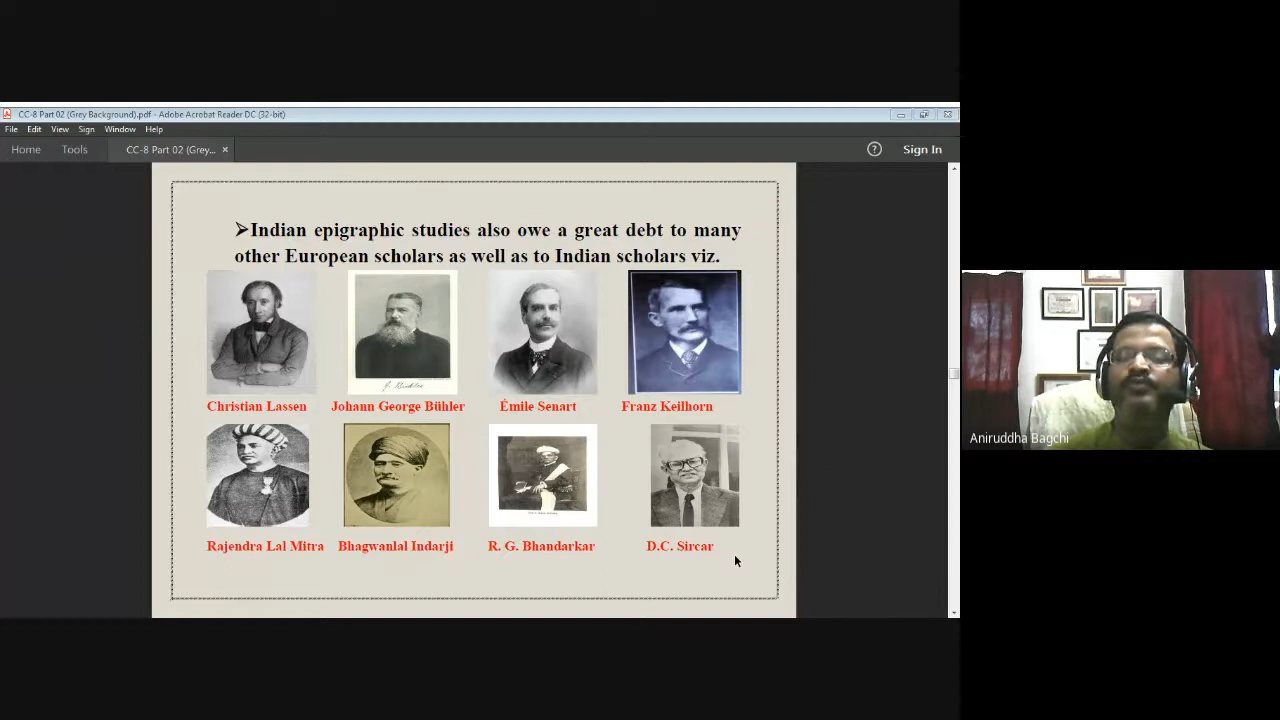 CC-8 Part 02 (Grey Background).pdf - Adobe Acrobat Reader DC (32-bit)
File Edit View Sign Window Help
Home Tools CC-8 Part 02 (Grey... × ? Sign In
➤Indian epigraphic studies also owe a great debt to many
other European scholars as well as to Indian scholars viz.
Christian Lassen Johann George Bühler Émile Senart Franz Keilhorn
Rajendra Lal Mitra Bhagwanlal Indarji R. G. Bhandarkar D.C. Sircar
Aniruddha Bagchi